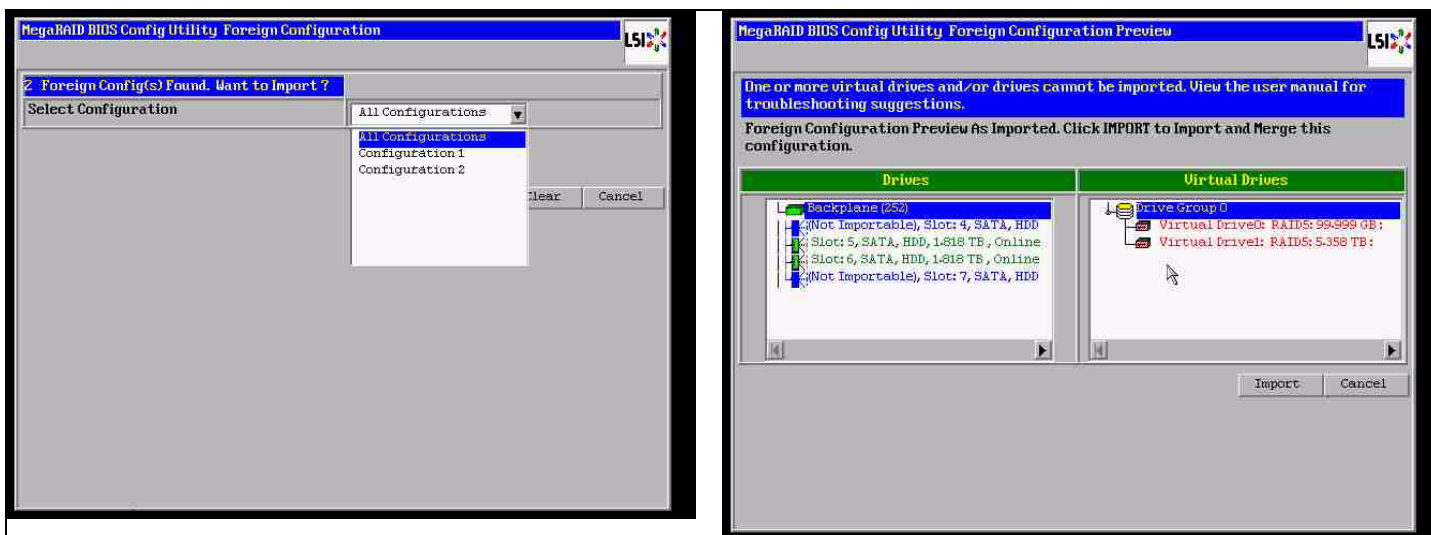 MegaRAID BIOS Config Utility Foreign Configuration
LSI
2 Foreign Config(s) Found. Want to Import ?
Select Configuration
All Configurations
All Configurations
Configuration 1
Configuration 2
Clear
Cancel
MegaRAID BIOS Config Utility Foreign Configuration Preview
LSI
One or more virtual drives and/or drives cannot be imported. View the user manual for
troubleshooting suggestions.
Foreign Configuration Preview As Imported. Click IMPORT to Import and Merge this
configuration.
Drives
Backplane (252)
(Not Importable), Slot: 4, SATA, HDD
Slot: 5, SATA, HDD, 1.818 TB, Online
Slot: 6, SATA, HDD, 1.818 TB, Online
(Not Importable), Slot: 7, SATA, HDD
Virtual Drives
Drive Group 0
Virtual Drive0: RAID5: 99.999 GB:
Virtual Drive1: RAID5: 5.358 TB:
Import
Cancel